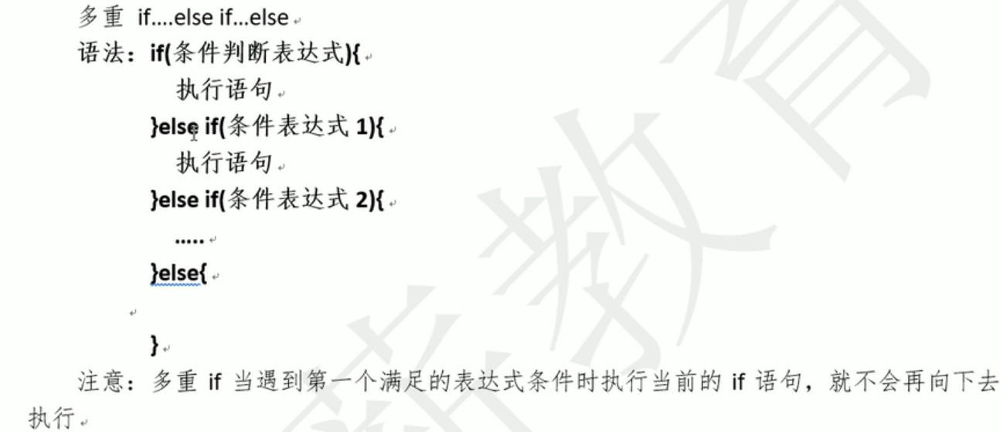 多重 if....else if...else
语法：if(条件判断表达式){
执行语句
}else if(条件表达式 1){
执行语句
}else if(条件表达式 2){
.....
}else{
}
注意：多重 if 当遇到第一个满足的表达式条件时执行当前的 if 语句，就不会再向下去
执行
教育